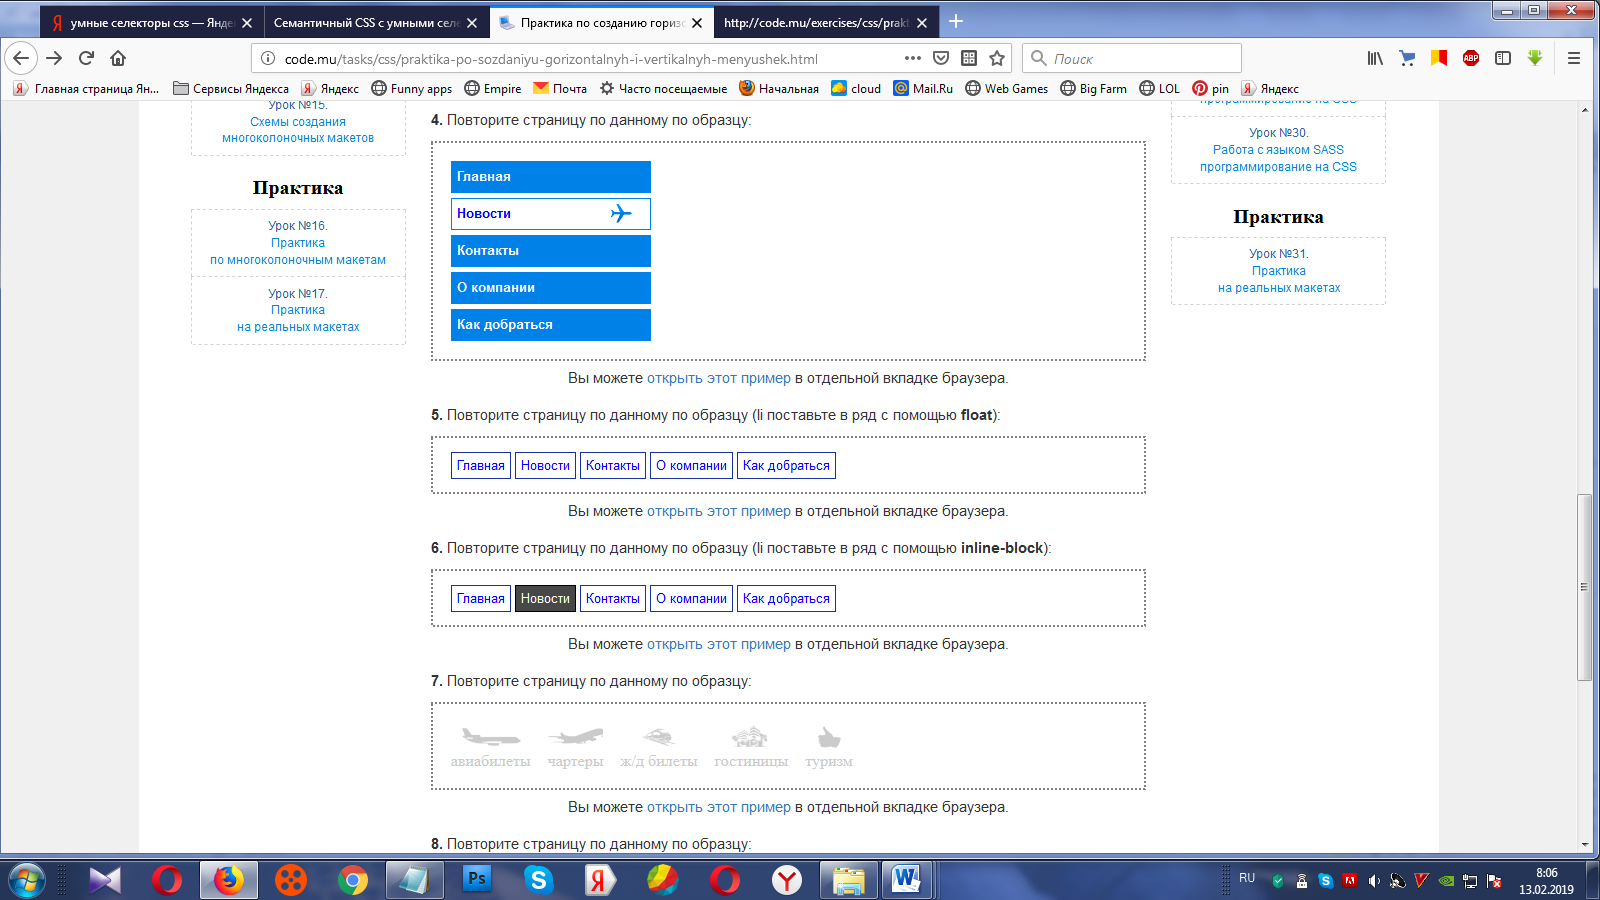 умные селекторы css — Янде
Семантичный CSS с умными селе
Практика по созданию горизо
http://code.mu/exercises/css/prakt
code.mu/tasks/css/praktika-po-sozdaniyu-gorizontalnyh-i-vertikalnyh-menyushek.html
Поиск
Главная страница Ян...
Сервисы Яндекса
Яндекс
Funny apps
Empire
Почта
Часто посещаемые
Начальная
cloud
Mail.Ru
Web Games
Big Farm
LOL
pin
Яндекс
Урок №15.
Схемы создания
многоколоночных макетов
Практика
Урок №16.
Практика
по многоколоночным макетам
Урок №17.
Практика
на реальных макетах
4. Повторите страницу по данному по образцу:
Главная
Новости
Контакты
О компании
Как добраться
Вы можете открыть этот пример в отдельной вкладке браузера.
5. Повторите страницу по данному по образцу (li поставьте в ряд с помощью float):
Главная Новости Контакты О компании Как добраться
Вы можете открыть этот пример в отдельной вкладке браузера.
6. Повторите страницу по данному по образцу (li поставьте в ряд с помощью inline-block):
Главная Новости Контакты О компании Как добраться
Вы можете открыть этот пример в отдельной вкладке браузера.
7. Повторите страницу по данному по образцу:
авиабилеты чартеры ж/д билеты гостиницы туризм
Вы можете открыть этот пример в отдельной вкладке браузера.
8. Повторите страницу по данному по образцу:
программирование на CSS
Урок №30.
Работа с языком SASS
программирование на CSS
Практика
Урок №31.
Практика
на реальных макетах
RU
8:06
13.02.2019